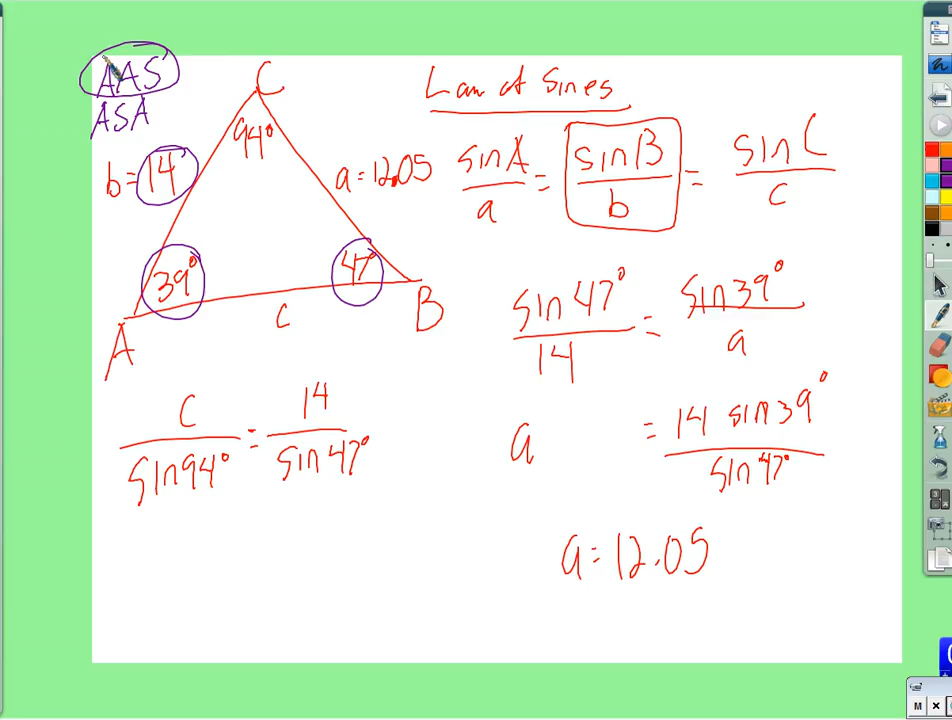 AAS
ASA
C
94°
b = 14
a = 12.05
39°
47°
c
A
B
Law of Sines
sin A / a = sin B / b = sin C / c
sin 47° / 14 = sin 39° / a
a = 14 sin 39° / sin 47°
a = 12.05
c / sin 94° = 14 / sin 47°
M